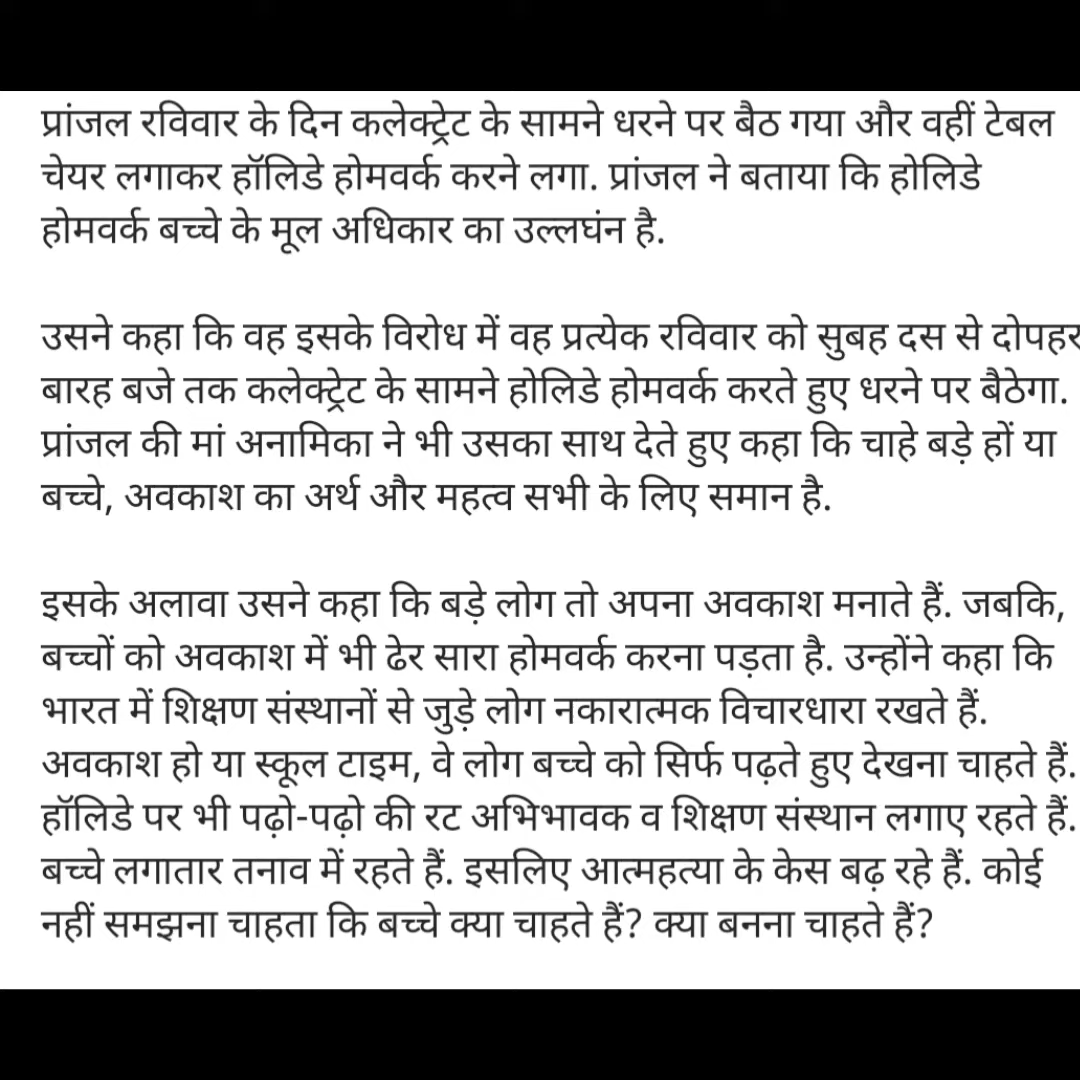 प्रांजल रविवार के दिन कलेक्ट्रेट के सामने धरने पर बैठ गया और वहीं टेबल
चेयर लगाकर हॉलिडे होमवर्क करने लगा. प्रांजल ने बताया कि होलिडे
होमवर्क बच्चे के मूल अधिकार का उल्लघंन है.
उसने कहा कि वह इसके विरोध में वह प्रत्येक रविवार को सुबह दस से दोपहर
बारह बजे तक कलेक्ट्रेट के सामने होलिडे होमवर्क करते हुए धरने पर बैठेगा.
प्रांजल की मां अनामिका ने भी उसका साथ देते हुए कहा कि चाहे बड़े हों या
बच्चे, अवकाश का अर्थ और महत्व सभी के लिए समान है.
इसके अलावा उसने कहा कि बड़े लोग तो अपना अवकाश मनाते हैं. जबकि,
बच्चों को अवकाश में भी ढेर सारा होमवर्क करना पड़ता है. उन्होंने कहा कि
भारत में शिक्षण संस्थानों से जुड़े लोग नकारात्मक विचारधारा रखते हैं.
अवकाश हो या स्कूल टाइम, वे लोग बच्चे को सिर्फ पढ़ते हुए देखना चाहते हैं.
हॉलिडे पर भी पढ़ो-पढ़ो की रट अभिभावक व शिक्षण संस्थान लगाए रहते हैं.
बच्चे लगातार तनाव में रहते हैं. इसलिए आत्महत्या के केस बढ़ रहे हैं. कोई
नहीं समझना चाहता कि बच्चे क्या चाहते हैं? क्या बनना चाहते हैं?